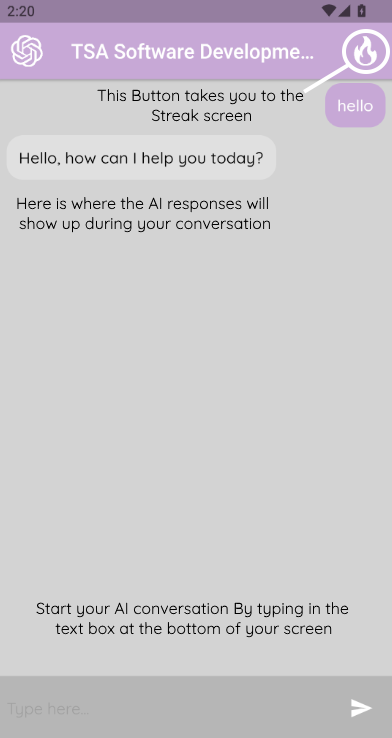 2:20
TSA Software Developme...
This Button takes you to the
Streak screen
hello
Hello, how can I help you today?
Here is where the AI responses will
show up during your conversation
Start your AI conversation By typing in the
text box at the bottom of your screen
Type here...